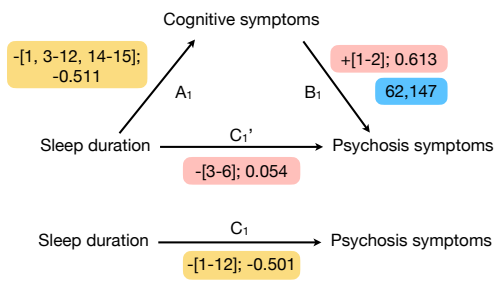 Cognitive symptoms
-[1, 3-12, 14-15];
-0.511
+[1-2]; 0.613
62,147
A₁
B₁
C₁’
Sleep duration
Psychosis symptoms
-[3-6]; 0.054
C₁
Sleep duration
Psychosis symptoms
-[1-12]; -0.501